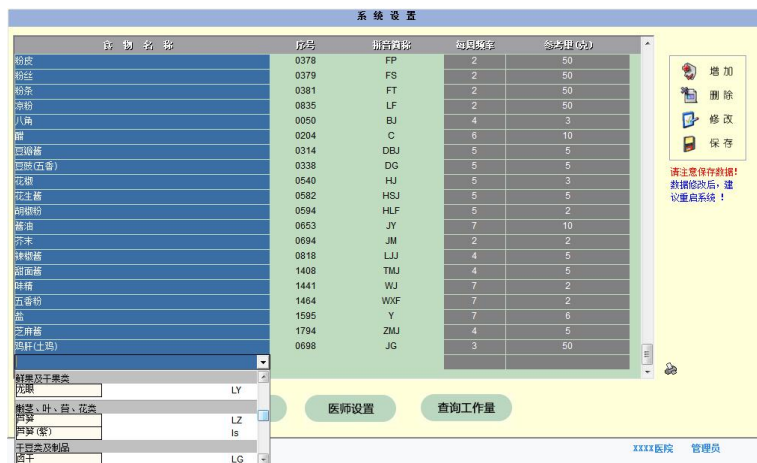 系 统 设 置
食 物 名 称 序号 拼音简称 每周频率 参考量(克)
粉皮 0378 FP 2 50
粉丝 0379 FS 2 50
粉条 0381 FT 2 50
凉粉 0835 LF 2 50
八角 0050 BJ 4 3
醋 0204 C 6 10
豆瓣酱 0314 DBJ 5 5
豆豉(五香) 0338 DG 5 5
花椒 0540 HJ 5 3
花生酱 0582 HSJ 5 5
胡椒粉 0594 HLF 5 2
酱油 0653 JY 7 10
芥末 0694 JM 2 2
辣椒酱 0818 LJJ 4 5
甜面酱 1408 TMJ 4 5
味精 1441 WJ 7 2
五香粉 1464 WXF 7 2
盐 1595 Y 7 6
芝麻酱 1794 ZMJ 4 5
鸡肝(土鸡) 0698 JG 3 50
鲜果及干果类
龙眼 LY
嫩茎、叶、苔、花类
芦笋 LZ
芦笋(紫) ls
干豆类及制品
卤干 LG
增 加
删 除
修 改
保 存
请注意保存数据!
数据修改后，建
议重启系统！
医师设置
查询工作量
XXXX医院 管理员